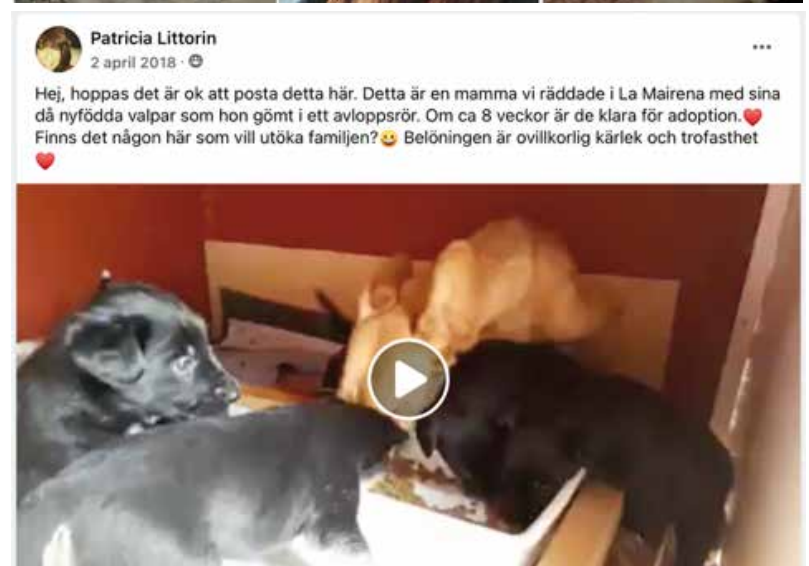 Patricia Littorin
2 april 2018 ·
Hej, hoppas det är ok att posta detta här. Detta är en mamma vi räddade i La Mairena med sina
då nyfödda valpar som hon gömt i ett avloppsrör. Om ca 8 veckor är de klara för adoption.❤️
Finns det någon här som vill utöka familjen?😀 Belöningen är ovillkorlig kärlek och trofasthet
❤️